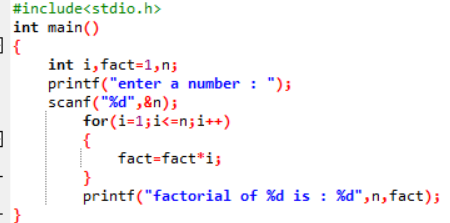 #include<stdio.h>
int main()
{
    int i,fact=1,n;
    printf("enter a number : ");
    scanf("%d",&n);
        for(i=1;i<=n;i++)
        {
            fact=fact*i;
        }
        printf("factorial of %d is : %d",n,fact);
}